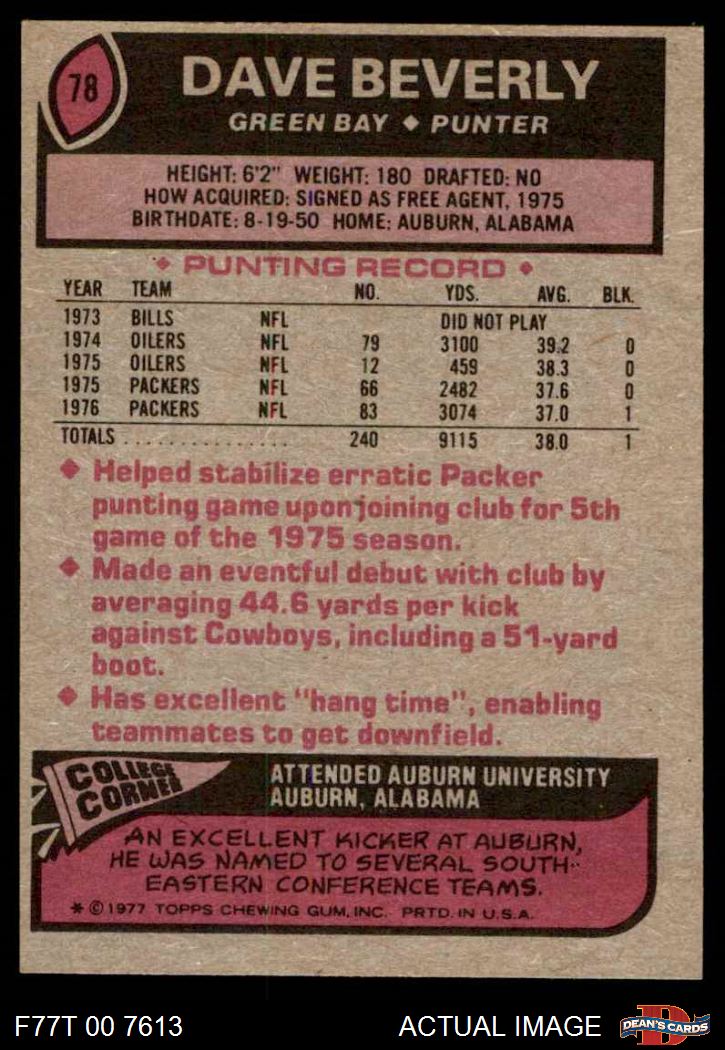 78
DAVE BEVERLY
GREEN BAY ♦ PUNTER
HEIGHT: 6'2" WEIGHT: 180 DRAFTED: NO
HOW ACQUIRED: SIGNED AS FREE AGENT, 1975
BIRTHDATE: 8-19-50 HOME: AUBURN, ALABAMA
♦ PUNTING RECORD ♦
YEAR TEAM NO. YDS. AVG. BLK.
1973 BILLS NFL DID NOT PLAY
1974 OILERS NFL 79 3100 39.2 0
1975 OILERS NFL 12 459 38.3 0
1975 PACKERS NFL 66 2482 37.6 0
1976 PACKERS NFL 83 3074 37.0 1
TOTALS . . . . . . . . . . . . . . . 240 9115 38.0 1
♦ Helped stabilize erratic Packer
punting game upon joining club for 5th
game of the 1975 season.
♦ Made an eventful debut with club by
averaging 44.6 yards per kick
against Cowboys, including a 51-yard
boot.
♦ Has excellent "hang time", enabling
teammates to get downfield.
COLLEGE
CORNER
ATTENDED AUBURN UNIVERSITY
AUBURN, ALABAMA
AN EXCELLENT KICKER AT AUBURN,
HE WAS NAMED TO SEVERAL SOUTH-
EASTERN CONFERENCE TEAMS.
* © 1977 TOPPS CHEWING GUM, INC. PRTD. IN U.S.A.
F77T 00 7613 ACTUAL IMAGE
D
DEAN'S CARDS